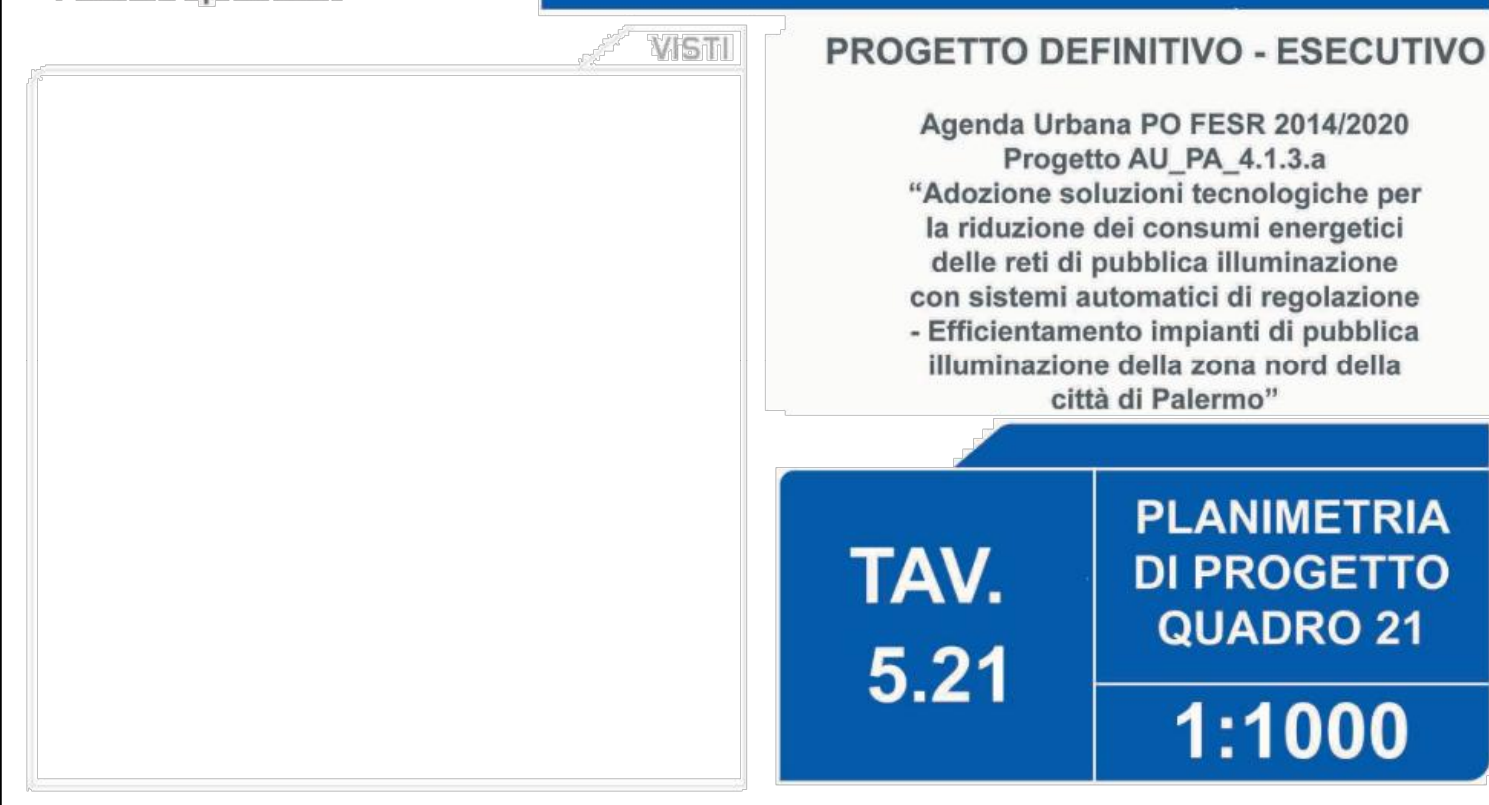 VISTI
PROGETTO DEFINITIVO - ESECUTIVO
Agenda Urbana PO FESR 2014/2020
Progetto AU_PA_4.1.3.a
“Adozione soluzioni tecnologiche per
la riduzione dei consumi energetici
delle reti di pubblica illuminazione
con sistemi automatici di regolazione
- Efficientamento impianti di pubblica
illuminazione della zona nord della
città di Palermo”
TAV.
5.21
PLANIMETRIA
DI PROGETTO
QUADRO 21
1:1000